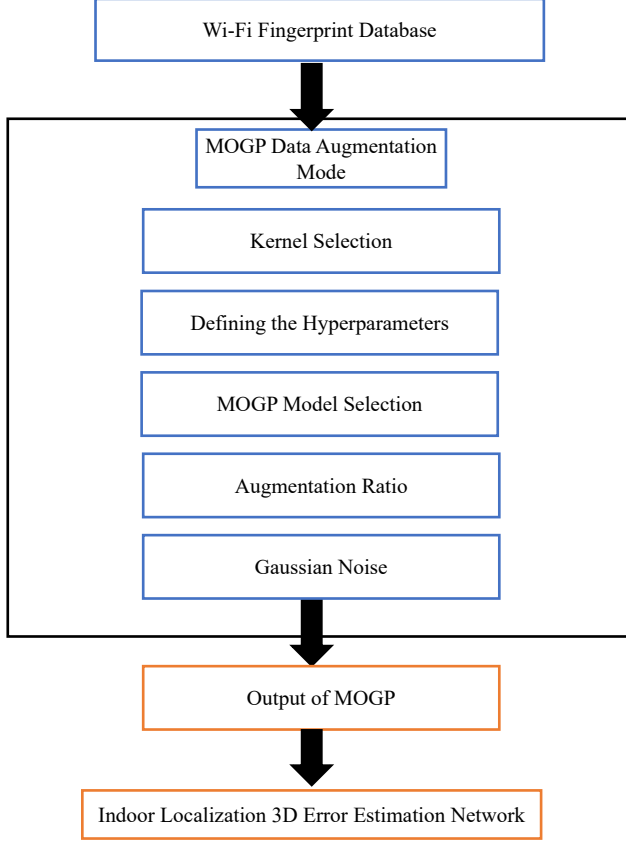 Wi-Fi Fingerprint Database
MOGP Data Augmentation
Mode
Kernel Selection
Defining the Hyperparameters
MOGP Model Selection
Augmentation Ratio
Gaussian Noise
Output of MOGP
Indoor Localization 3D Error Estimation Network